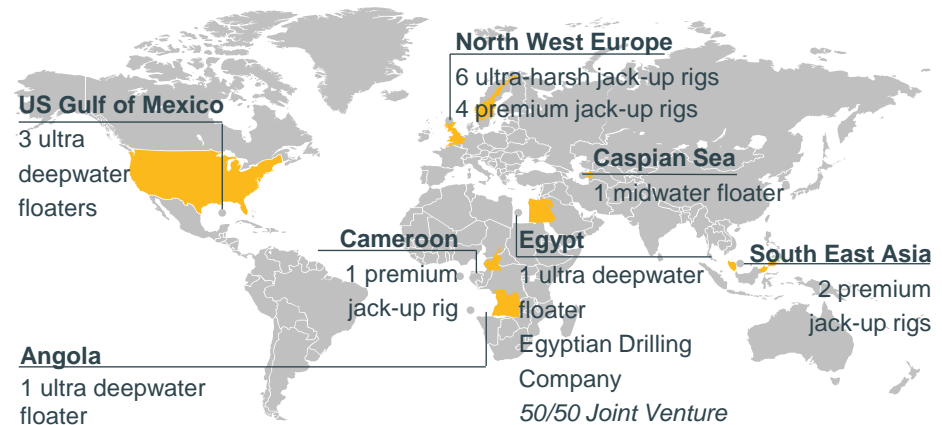 North West Europe
6 ultra-harsh jack-up rigs
4 premium jack-up rigs
US Gulf of Mexico
3 ultra
deepwater
floaters
Caspian Sea
1 midwater floater
Cameroon
1 premium
jack-up rig
Egypt
1 ultra deepwater
floater
Egyptian Drilling
Company
50/50 Joint Venture
South East Asia
2 premium
jack-up rigs
Angola
1 ultra deepwater
floater